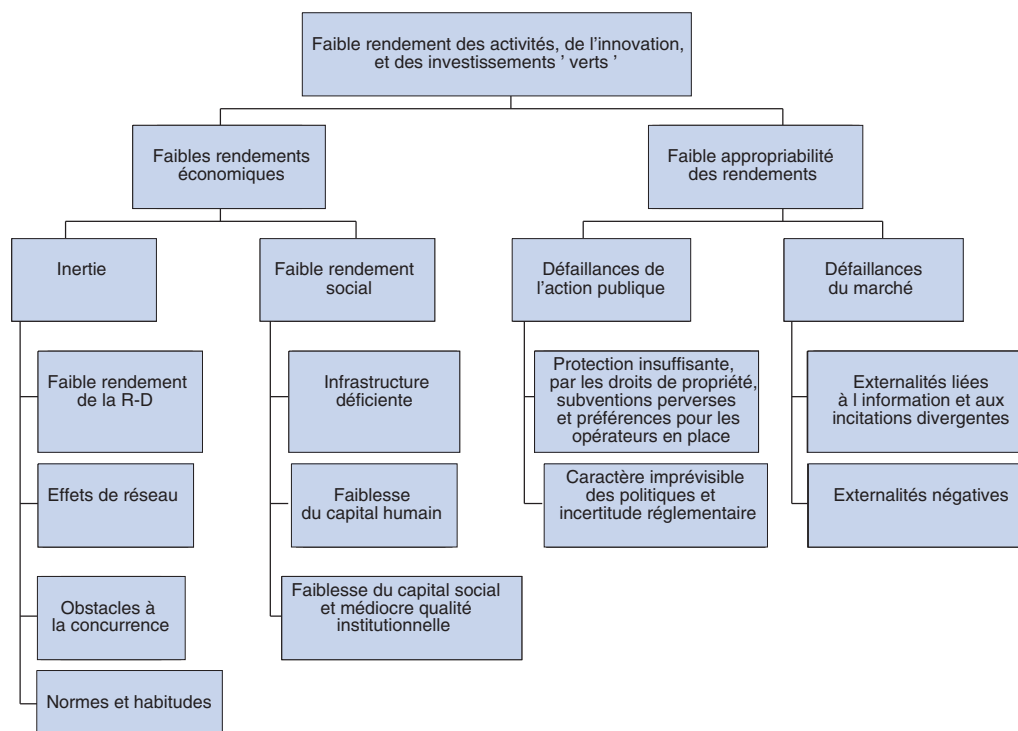 Faible rendement des activités, de l’innovation,
et des investissements ’ verts ’
Faibles rendements
économiques
Faible appropriabilité
des rendements
Inertie
Faible rendement
social
Défaillances de
l’action publique
Défaillances
du marché
Faible rendement
de la R-D
Infrastructure
déficiente
Protection insuffisante,
par les droits de propriété,
subventions perverses
et préférences pour les
opérateurs en place
Externalités liées
à l information et aux
incitations divergentes
Effets de réseau
Faiblesse
du capital humain
Caractère imprévisible
des politiques et
incertitude réglementaire
Externalités négatives
Obstacles à
la concurrence
Faiblesse du capital social
et médiocre qualité
institutionnelle
Normes et habitudes